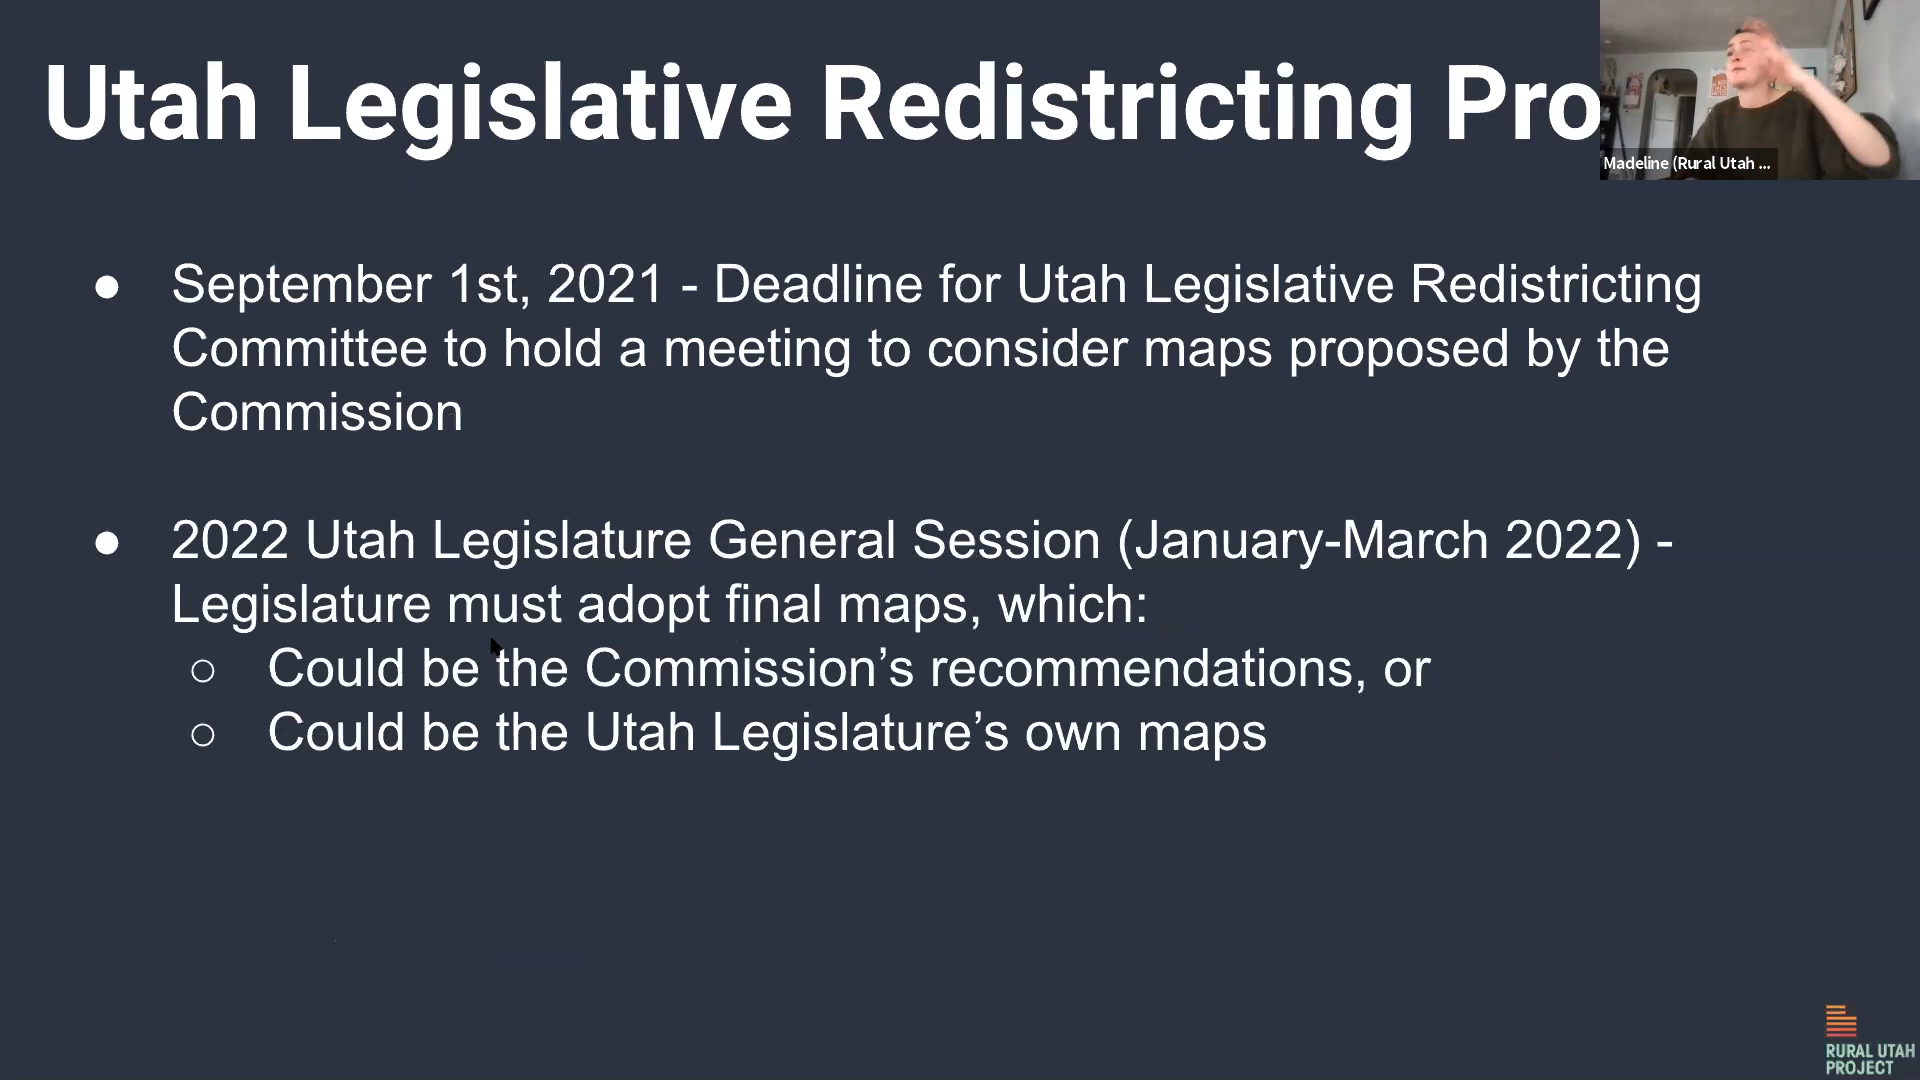 Utah Legislative Redistricting Pro
Madeline (Rural Utah ...
● September 1st, 2021 - Deadline for Utah Legislative Redistricting
Committee to hold a meeting to consider maps proposed by the
Commission
● 2022 Utah Legislature General Session (January-March 2022) -
Legislature must adopt final maps, which:
○ Could be the Commission’s recommendations, or
○ Could be the Utah Legislature’s own maps
RURAL UTAH
PROJECT